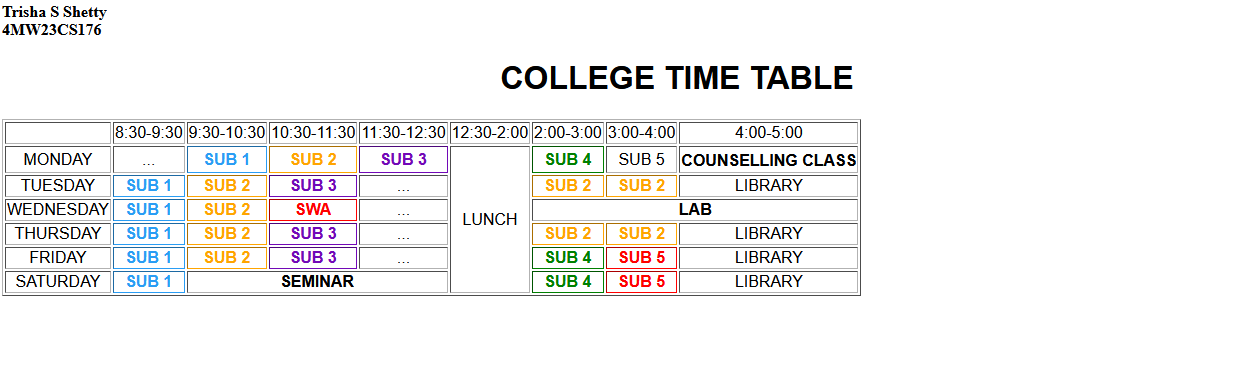 Trisha S Shetty
4MW23CS176
COLLEGE TIME TABLE
8:30-9:30 9:30-10:30 10:30-11:30 11:30-12:30 12:30-2:00 2:00-3:00 3:00-4:00 4:00-5:00
MONDAY ... SUB 1 SUB 2 SUB 3 SUB 4 SUB 5 COUNSELLING CLASS
TUESDAY SUB 1 SUB 2 SUB 3 ... SUB 2 SUB 2 LIBRARY
WEDNESDAY SUB 1 SUB 2 SWA ... LAB
LUNCH
THURSDAY SUB 1 SUB 2 SUB 3 ... SUB 2 SUB 2 LIBRARY
FRIDAY SUB 1 SUB 2 SUB 3 ... SUB 4 SUB 5 LIBRARY
SATURDAY SUB 1 SEMINAR SUB 4 SUB 5 LIBRARY